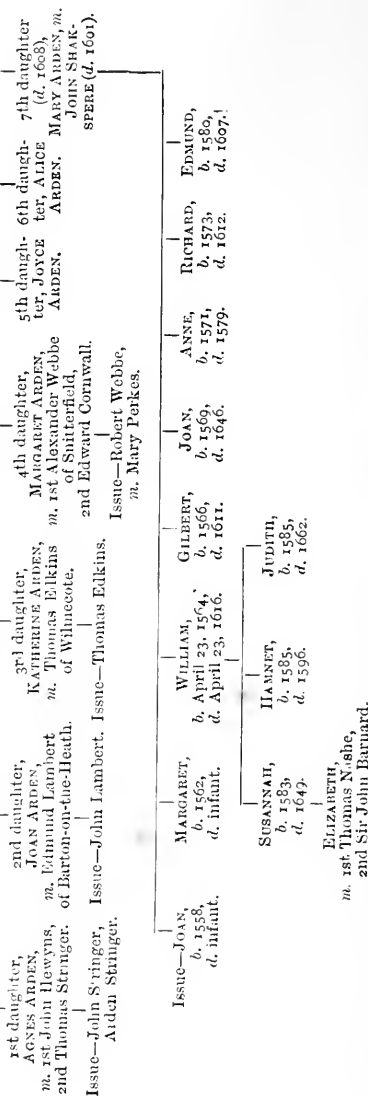 1st daughter,
AGNES ARDEN,
m. 1st John Hewyns,
2nd Thomas Stringer.
Issue—John Stringer,
Arden Stringer.
2nd daughter,
JOAN ARDEN,
m. Edmund Lambert
of Barton-on-the-Heath.
Issue—John Lambert.
3rd daughter,
KATHERINE ARDEN,
m. Thomas Edkins
of Wilmecote.
Issue—Thomas Edkins.
4th daughter,
MARGARET ARDEN,
m. 1st Alexander Webbe
of Snitterfield,
2nd Edward Cornwall.
Issue—Robert Webbe,
m. Mary Perkes.
5th daugh-
ter, JOYCE
ARDEN.
6th daugh-
ter, ALICE
ARDEN.
7th daughter
(d. 1608),
MARY ARDEN, m.
JOHN SHAK-
SPERE (d. 1601).
Issue—JOAN,
b. 1558,
d. infant.
MARGARET,
b. 1562,
d. infant.
WILLIAM,
b. April 23, 1564,
d. April 23, 1616.
GILBERT,
b. 1566,
d. 1611.
JOAN,
b. 1569,
d. 1646.
ANNE,
b. 1571,
d. 1579.
RICHARD,
b. 1573,
d. 1612.
EDMUND,
b. 1580,
d. 1607.
SUSANNAH,
b. 1583,
d. 1649.
HAMNET,
b. 1585,
d. 1596.
JUDITH,
b. 1585,
d. 1662.
ELIZABETH,
m. 1st Thomas Nashe,
2nd Sir John Barnard.